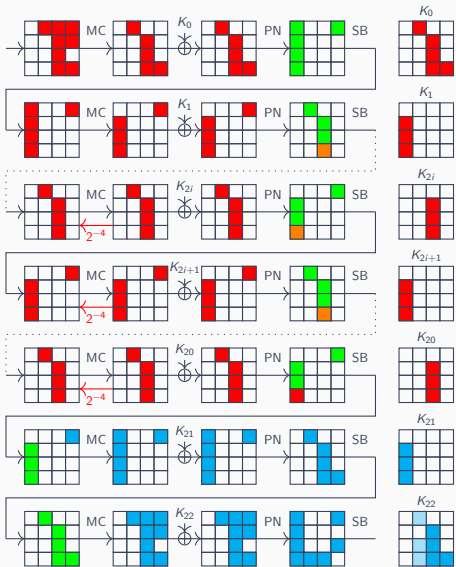 MC K0 PN SB K0
MC K1 PN SB K1
MC K2i PN SB K2i
2−4
MC K2i+1 PN SB K2i+1
2−4
MC K20 PN SB K20
2−4
MC K21 PN SB K21
MC K22 PN SB K22